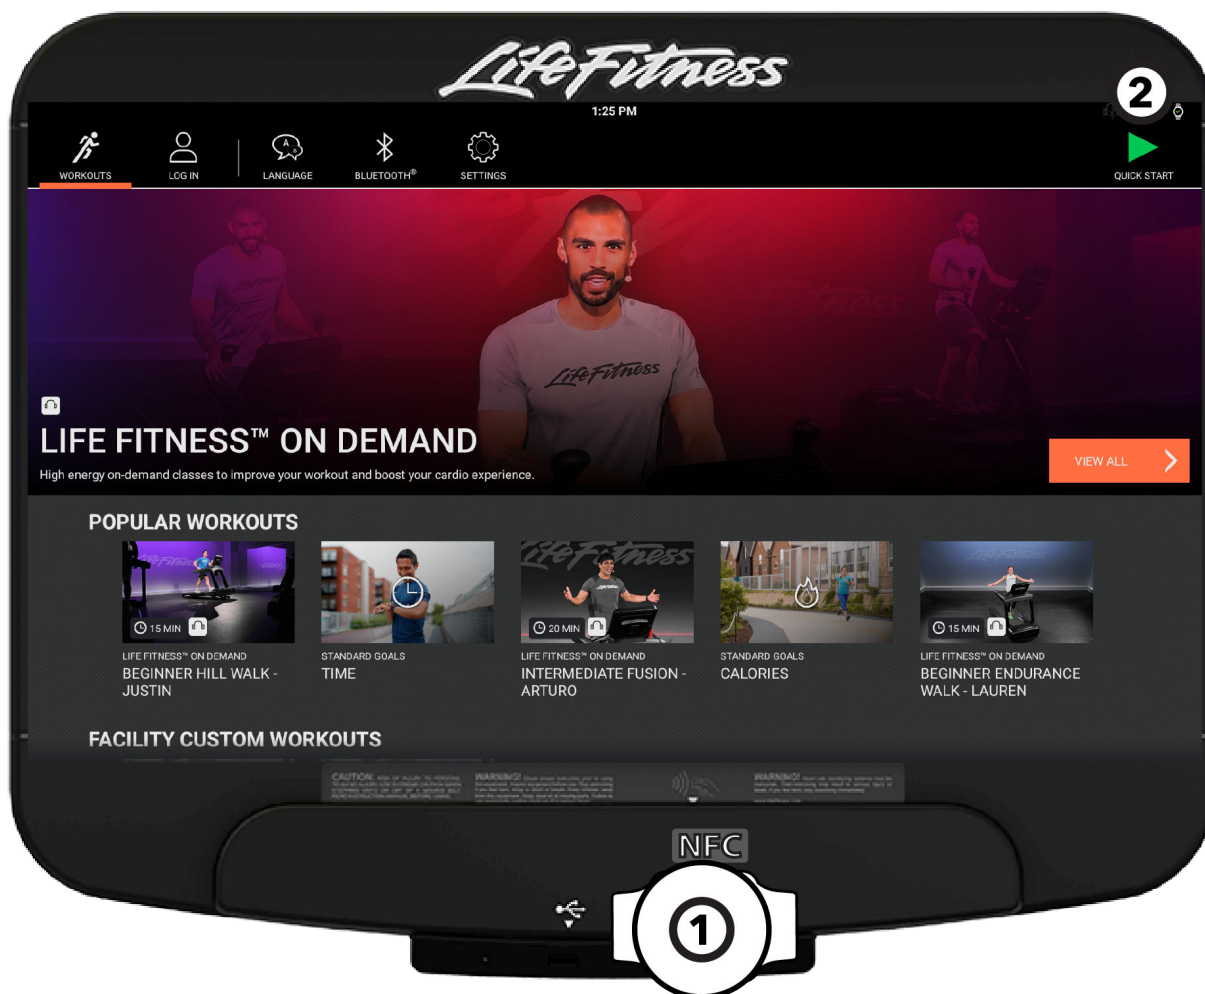 LifeFitness
2
1:25 PM
WORKOUTS
LOG IN
LANGUAGE
BLUETOOTH®
SETTINGS
QUICK START
LifeFitness
LIFE FITNESS™ ON DEMAND
High energy on-demand classes to improve your workout and boost your cardio experience.
VIEW ALL
POPULAR WORKOUTS
15 MIN
LIFE FITNESS™ ON DEMAND
BEGINNER HILL WALK -
JUSTIN
STANDARD GOALS
TIME
LifeFitness
20 MIN
LIFE FITNESS™ ON DEMAND
INTERMEDIATE FUSION -
ARTURO
STANDARD GOALS
CALORIES
15 MIN
LIFE FITNESS™ ON DEMAND
BEGINNER ENDURANCE
WALK - LAUREN
FACILITY CUSTOM WORKOUTS
CAUTION:
WARNING!
WARNING!
NFC
1